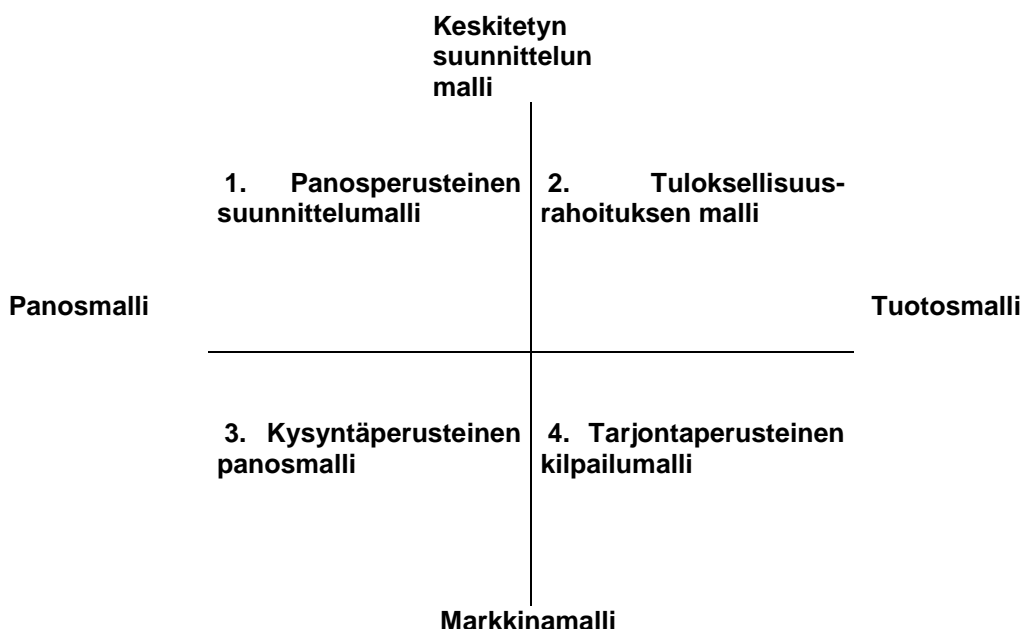 Keskitetyn
suunnittelun
malli
1. Panosperusteinen
suunnittelumalli
2. Tuloksellisuus-
rahoituksen malli
Panosmalli
Tuotosmalli
3. Kysyntäperusteinen
panosmalli
4. Tarjontaperusteinen
kilpailumalli
Markkinamalli